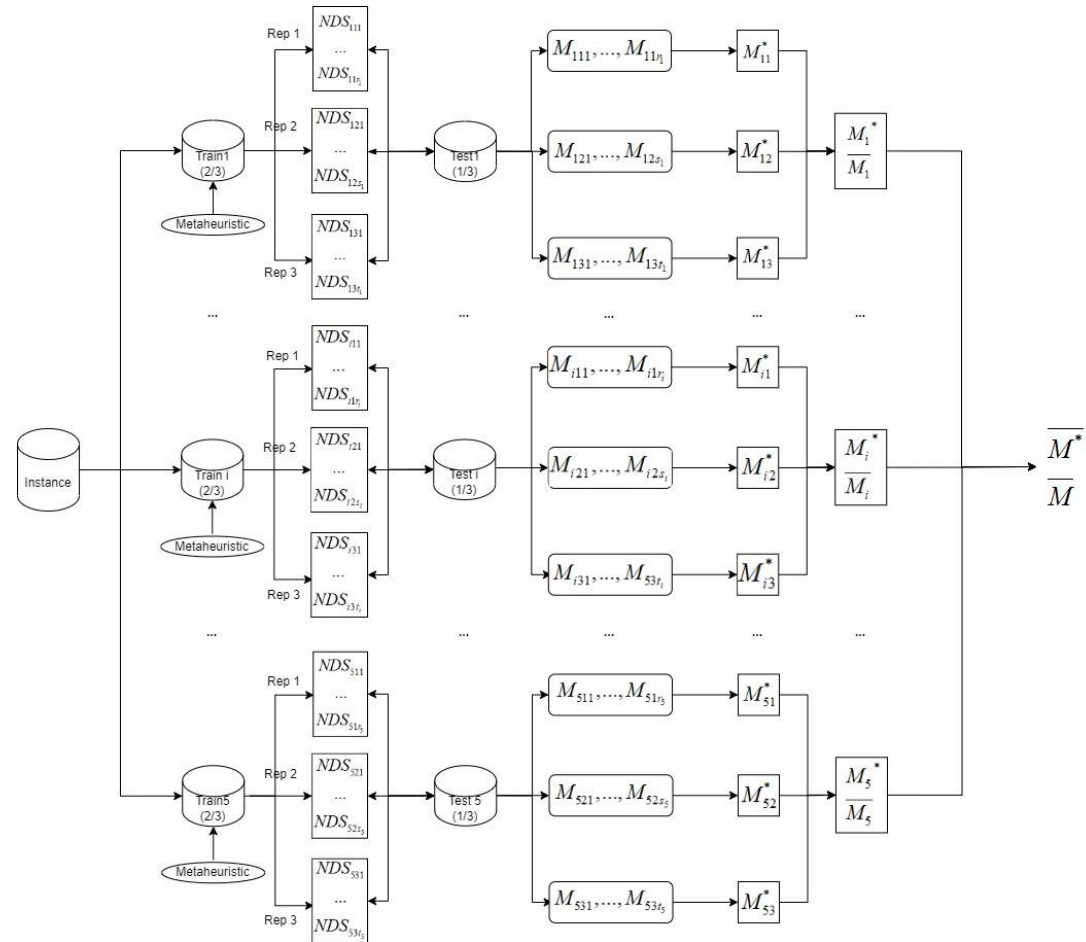 Rep 1
NDS₁₁₁
...
NDS₁₁ᵣ₁
Rep 2
NDS₁₂₁
...
NDS₁₂ₛ₁
Rep 3
NDS₁₃₁
...
NDS₁₃ₜ₁
Train1
(2/3)
Metaheuristic
Test1
(1/3)
M₁₁₁,..., M₁₁ᵣ₁
M₁₂₁,..., M₁₂ₛ₁
M₁₃₁,..., M₁₃ₜ₁
M*₁₁
M*₁₂
M*₁₃
M₁*
M̅₁
... ... ... ... ...
Instance
Rep 1
NDSᵢ₁₁
...
NDSᵢ₁ᵣᵢ
Rep 2
NDSᵢ₂₁
...
NDSᵢ₂ₛᵢ
Rep 3
NDSᵢ₃₁
...
NDSᵢ₃ₜᵢ
Train i
(2/3)
Metaheuristic
Test i
(1/3)
Mᵢ₁₁,..., Mᵢ₁ᵣᵢ
Mᵢ₂₁,..., Mᵢ₂ₛᵢ
Mᵢ₃₁,..., M₅₃ₜᵢ
M*ᵢ₁
M*ᵢ₂
M*ᵢ₃
Mᵢ*
M̅ᵢ
M̅*
M̅
... ... ... ... ...
Rep 1
NDS₅₁₁
...
NDS₅₁ᵣ₅
Rep 2
NDS₅₂₁
...
NDS₅₂ₛ₅
Rep 3
NDS₅₃₁
...
NDS₅₃ₜ₅
Train5
(2/3)
Metaheuristic
Test 5
(1/3)
M₅₁₁,..., M₅₁ᵣ₅
M₅₂₁,..., M₅₂ₛ₅
M₅₃₁,..., M₅₃ₜ₅
M*₅₁
M*₅₂
M*₅₃
M₅*
M̅₅